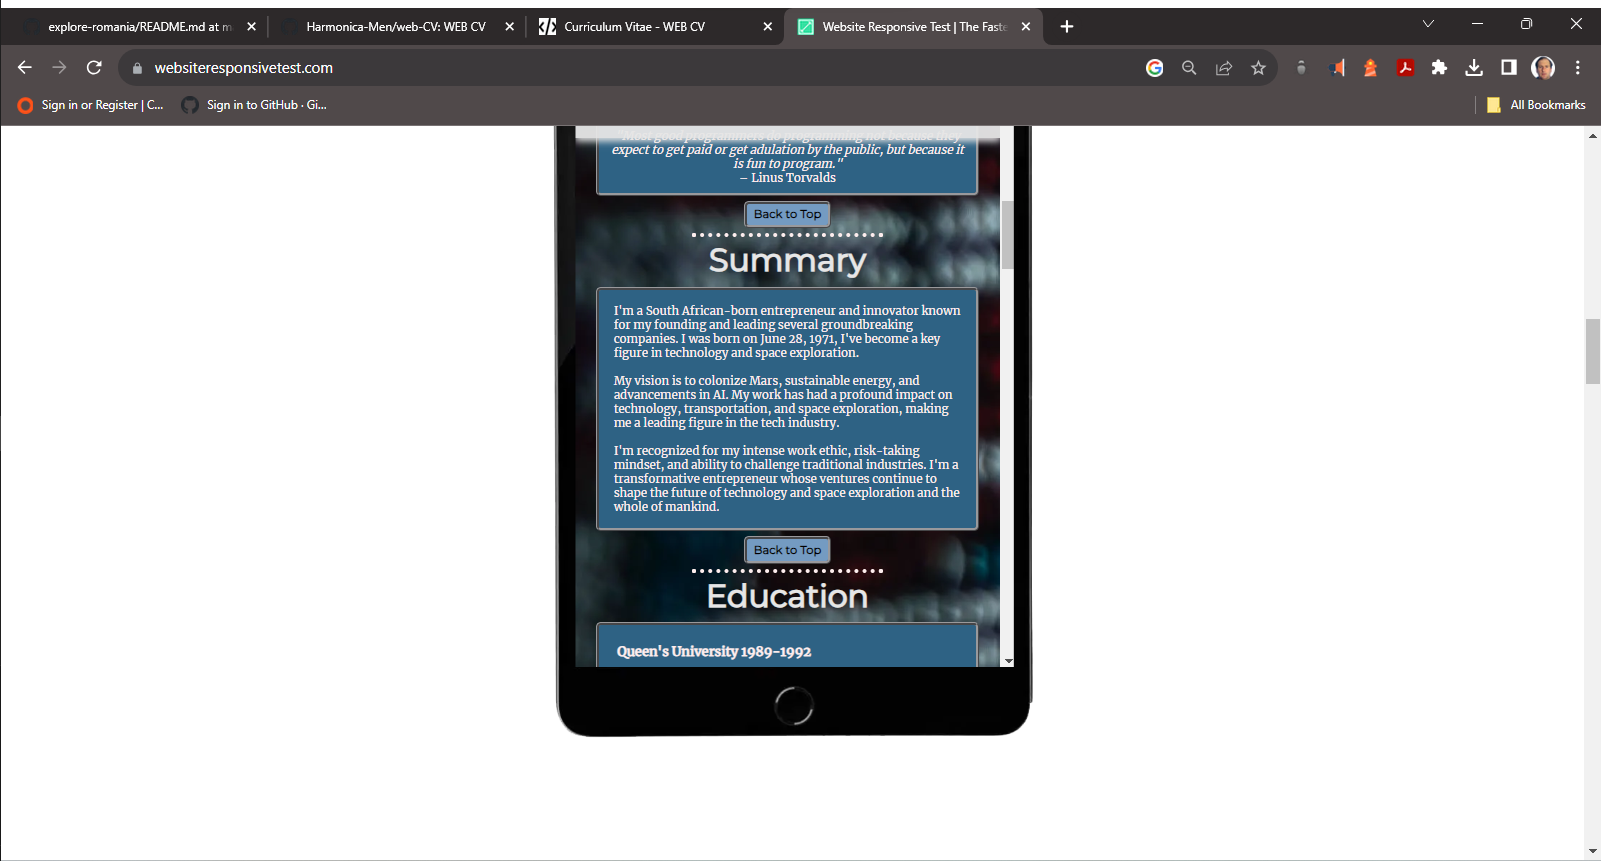 explore-romania/README.md at m
Harmonica-Men/web-CV: WEB CV
Curriculum Vitae - WEB CV
Website Responsive Test | The Faste
websiteresponsivetest.com
Sign in or Register | C...
Sign in to GitHub · Gi...
All Bookmarks
"Most good programmers do programming not because they
expect to get paid or get adulation by the public, but because it
is fun to program."
– Linus Torvalds
Back to Top
Summary
I'm a South African-born entrepreneur and innovator known
for my founding and leading several groundbreaking
companies. I was born on June 28, 1971, I've become a key
figure in technology and space exploration.
My vision is to colonize Mars, sustainable energy, and
advancements in AI. My work has had a profound impact on
technology, transportation, and space exploration, making
me a leading figure in the tech industry.
I'm recognized for my intense work ethic, risk-taking
mindset, and ability to challenge traditional industries. I'm a
transformative entrepreneur whose ventures continue to
shape the future of technology and space exploration and the
whole of mankind.
Back to Top
Education
Queen's University 1989-1992